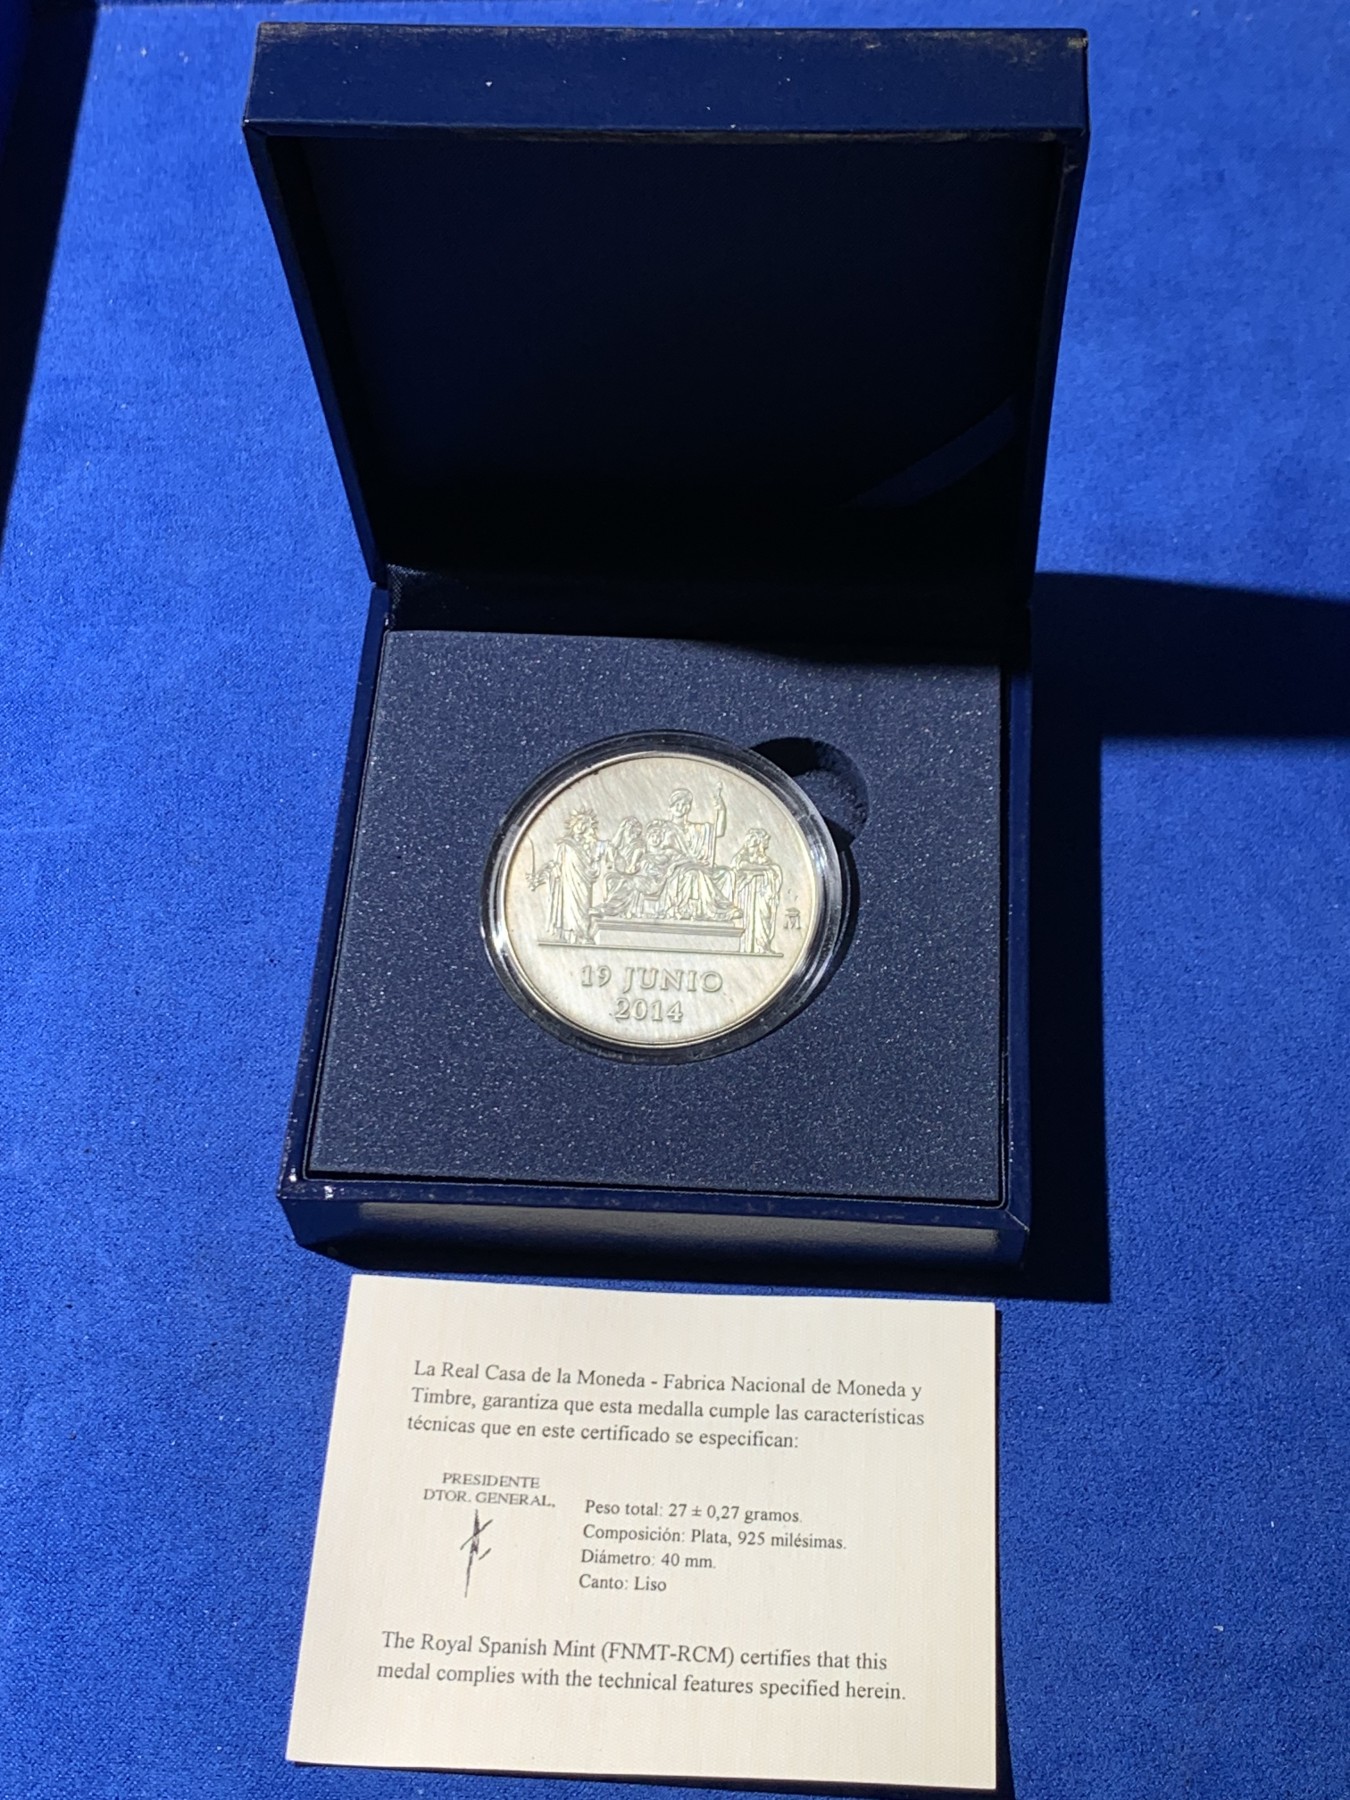 M
19 JUNIO
2014
La Real Casa de la Moneda - Fabrica Nacional de Moneda y
Timbre, garantiza que esta medalla cumple las características
técnicas que en este certificado se especifican:
PRESIDENTE
DTOR. GENERAL,
Peso total: 27 ± 0,27 gramos.
Composición: Plata, 925 milésimas.
Diámetro: 40 mm.
Canto: Liso
The Royal Spanish Mint (FNMT-RCM) certifies that this
medal complies with the technical features specified herein.